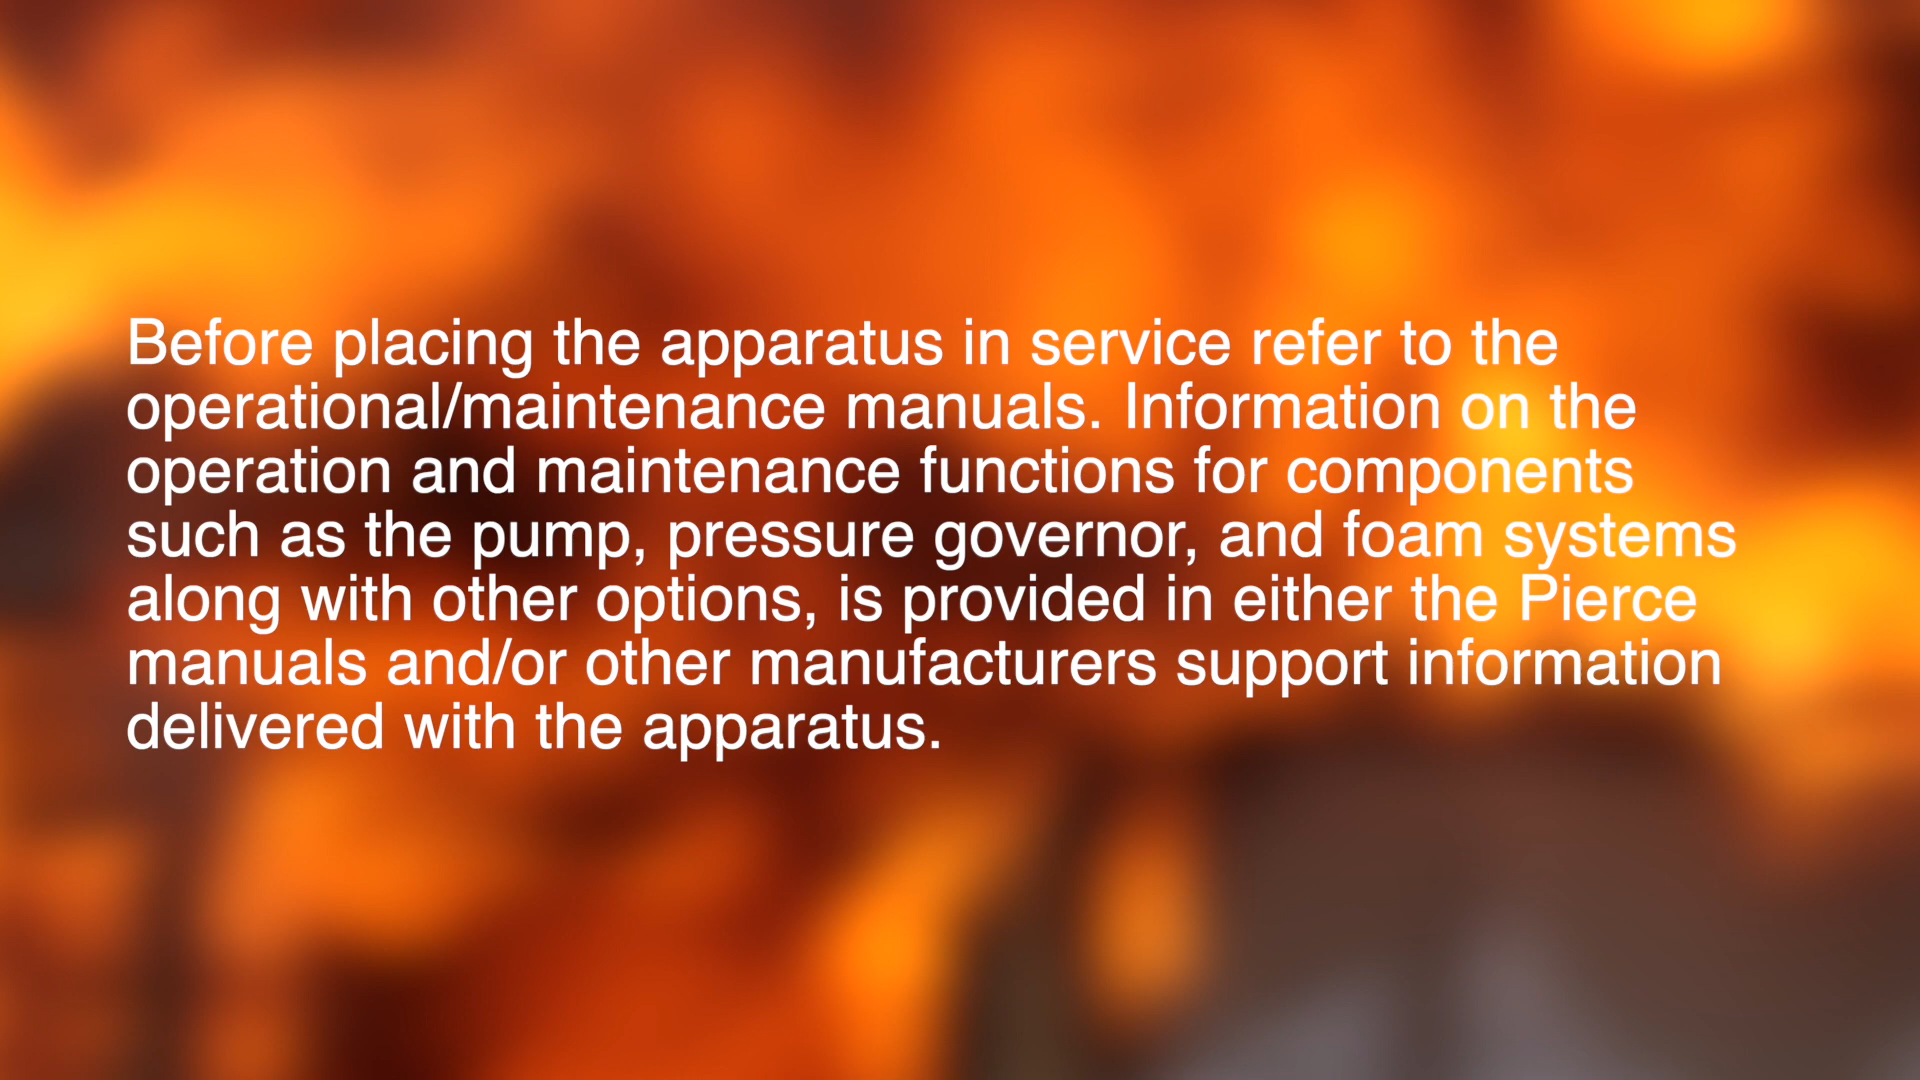 Before placing the apparatus in service refer to the
operational/maintenance manuals. Information on the
operation and maintenance functions for components
such as the pump, pressure governor, and foam systems
along with other options, is provided in either the Pierce
manuals and/or other manufacturers support information
delivered with the apparatus.